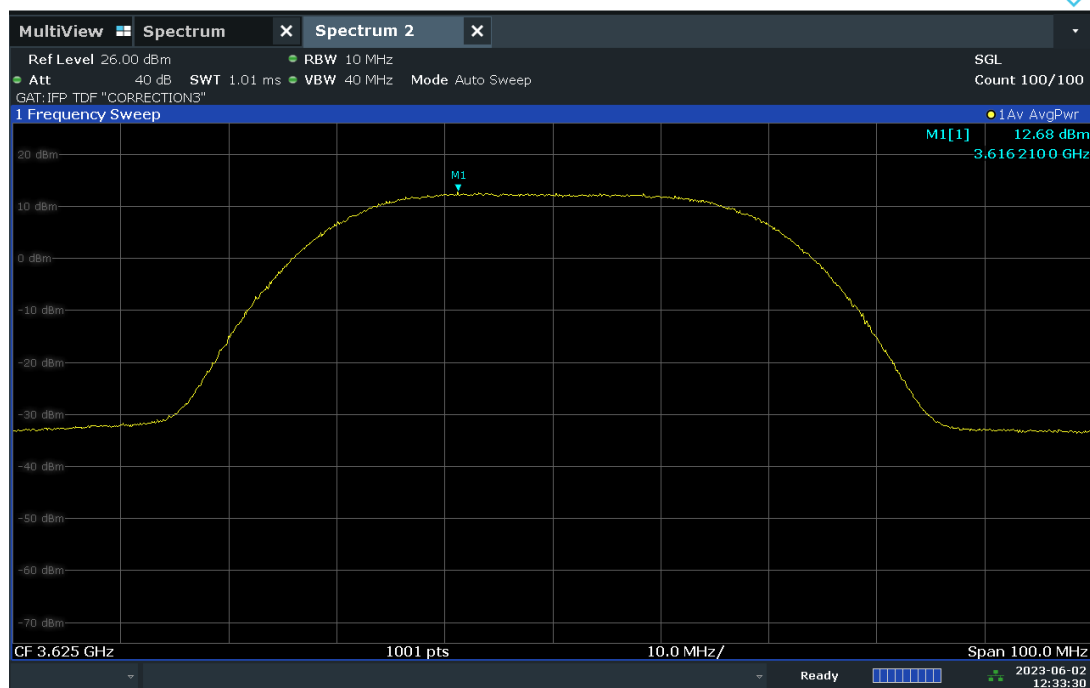 MultiView Spectrum X Spectrum 2 X
Ref Level 26.00 dBm RBW 10 MHz SGL
Att 40 dB SWT 1.01 ms VBW 40 MHz Mode Auto Sweep Count 100/100
GAT:IFP TDF "CORRECTION3"
1 Frequency Sweep 1Av AvgPwr
M1[1] 12.68 dBm
3.6162100 GHz
20 dBm
M1
10 dBm
0 dBm
-10 dBm
-20 dBm
-30 dBm
-40 dBm
-50 dBm
-60 dBm
-70 dBm
CF 3.625 GHz 1001 pts 10.0 MHz/ Span 100.0 MHz
Ready 2023-06-02
12:33:30